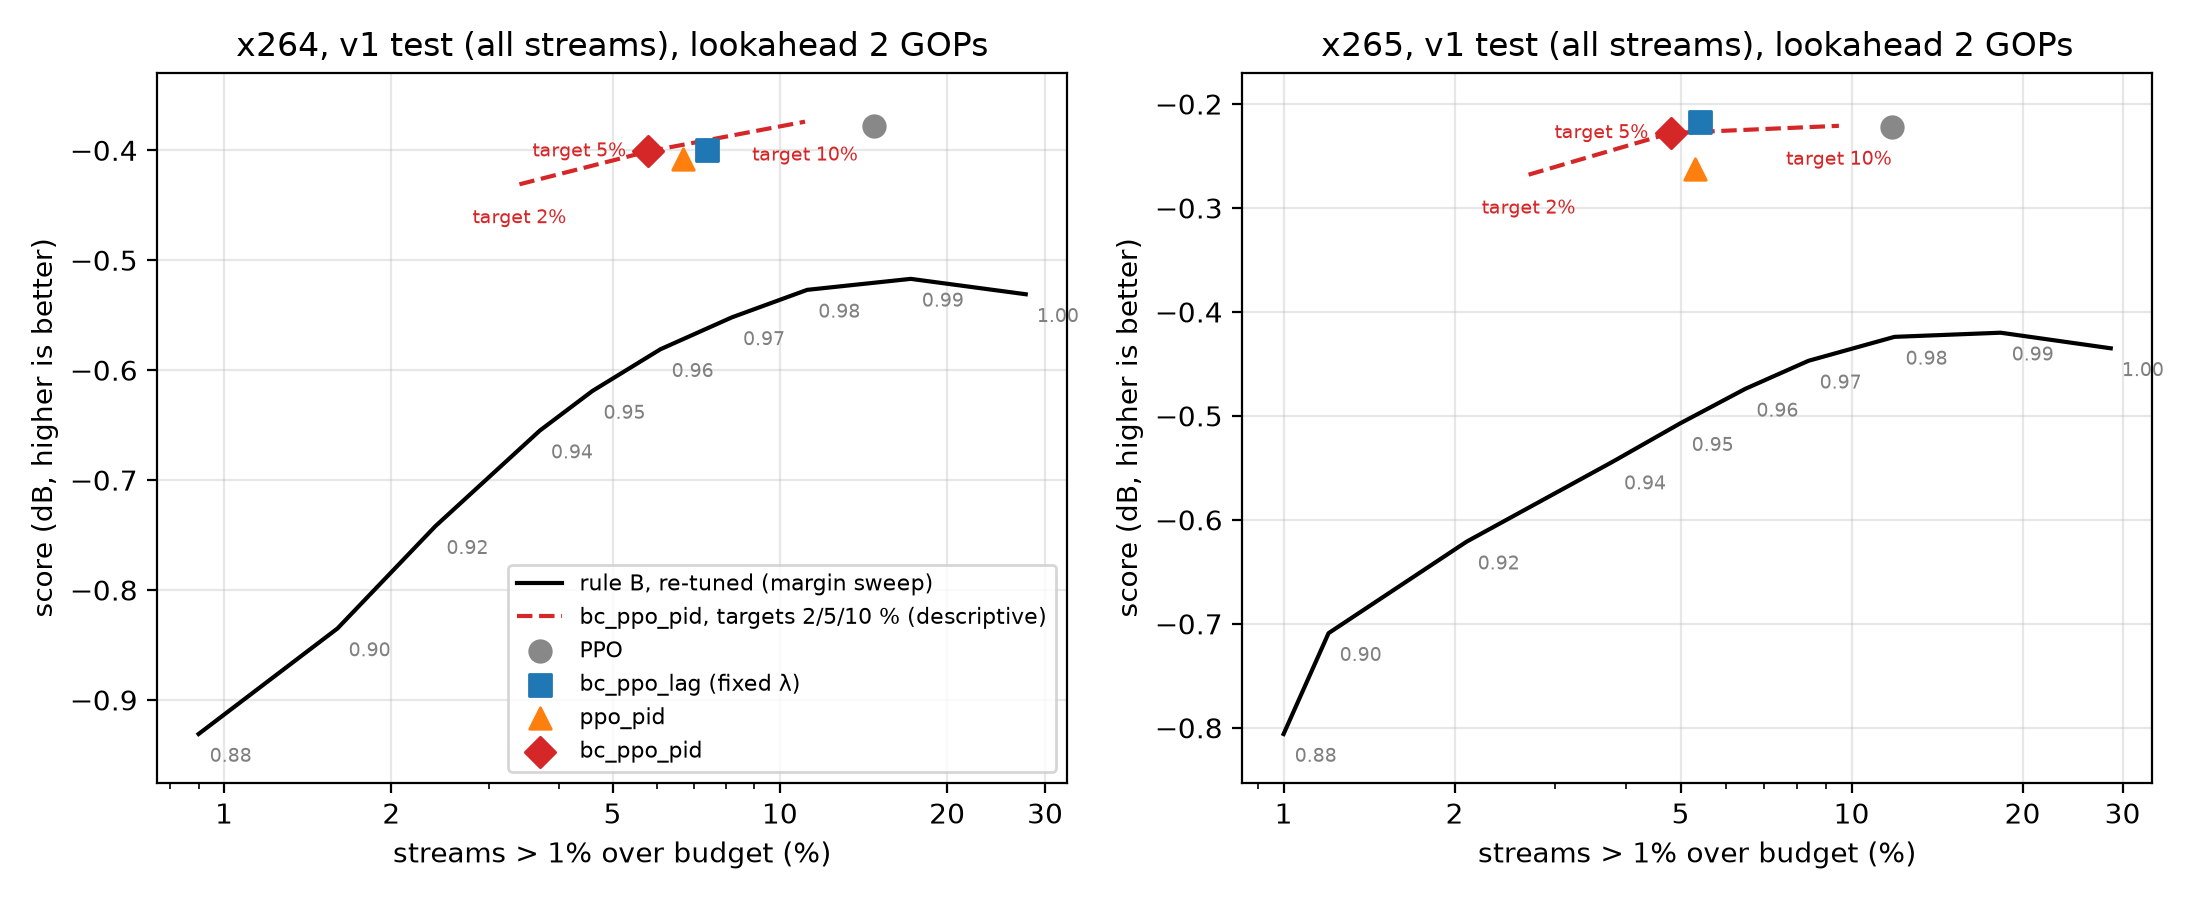 x264, v1 test (all streams), lookahead 2 GOPs
score (dB, higher is better)
−0.4
−0.5
−0.6
−0.7
−0.8
−0.9
target 5%
target 10%
target 2%
1.00
0.99
0.98
0.97
0.96
0.95
0.94
0.92
0.90
0.88
rule B, re-tuned (margin sweep)
bc_ppo_pid, targets 2/5/10 % (descriptive)
PPO
bc_ppo_lag (fixed λ)
ppo_pid
bc_ppo_pid
1 2 5 10 20 30
streams > 1% over budget (%)
x265, v1 test (all streams), lookahead 2 GOPs
score (dB, higher is better)
−0.2
−0.3
−0.4
−0.5
−0.6
−0.7
−0.8
target 5%
target 10%
target 2%
0.99
0.98
1.00
0.97
0.96
0.95
0.94
0.92
0.90
0.88
1 2 5 10 20 30
streams > 1% over budget (%)